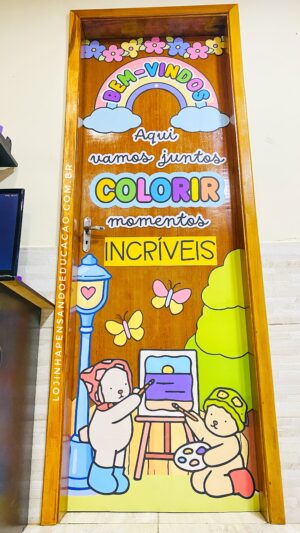 BEM-VINDOS
Aqui
vamos juntos
COLORIR
momentos
INCRÍVEIS
LOJINHAPENSANDOEDUCACAO.COM.BR